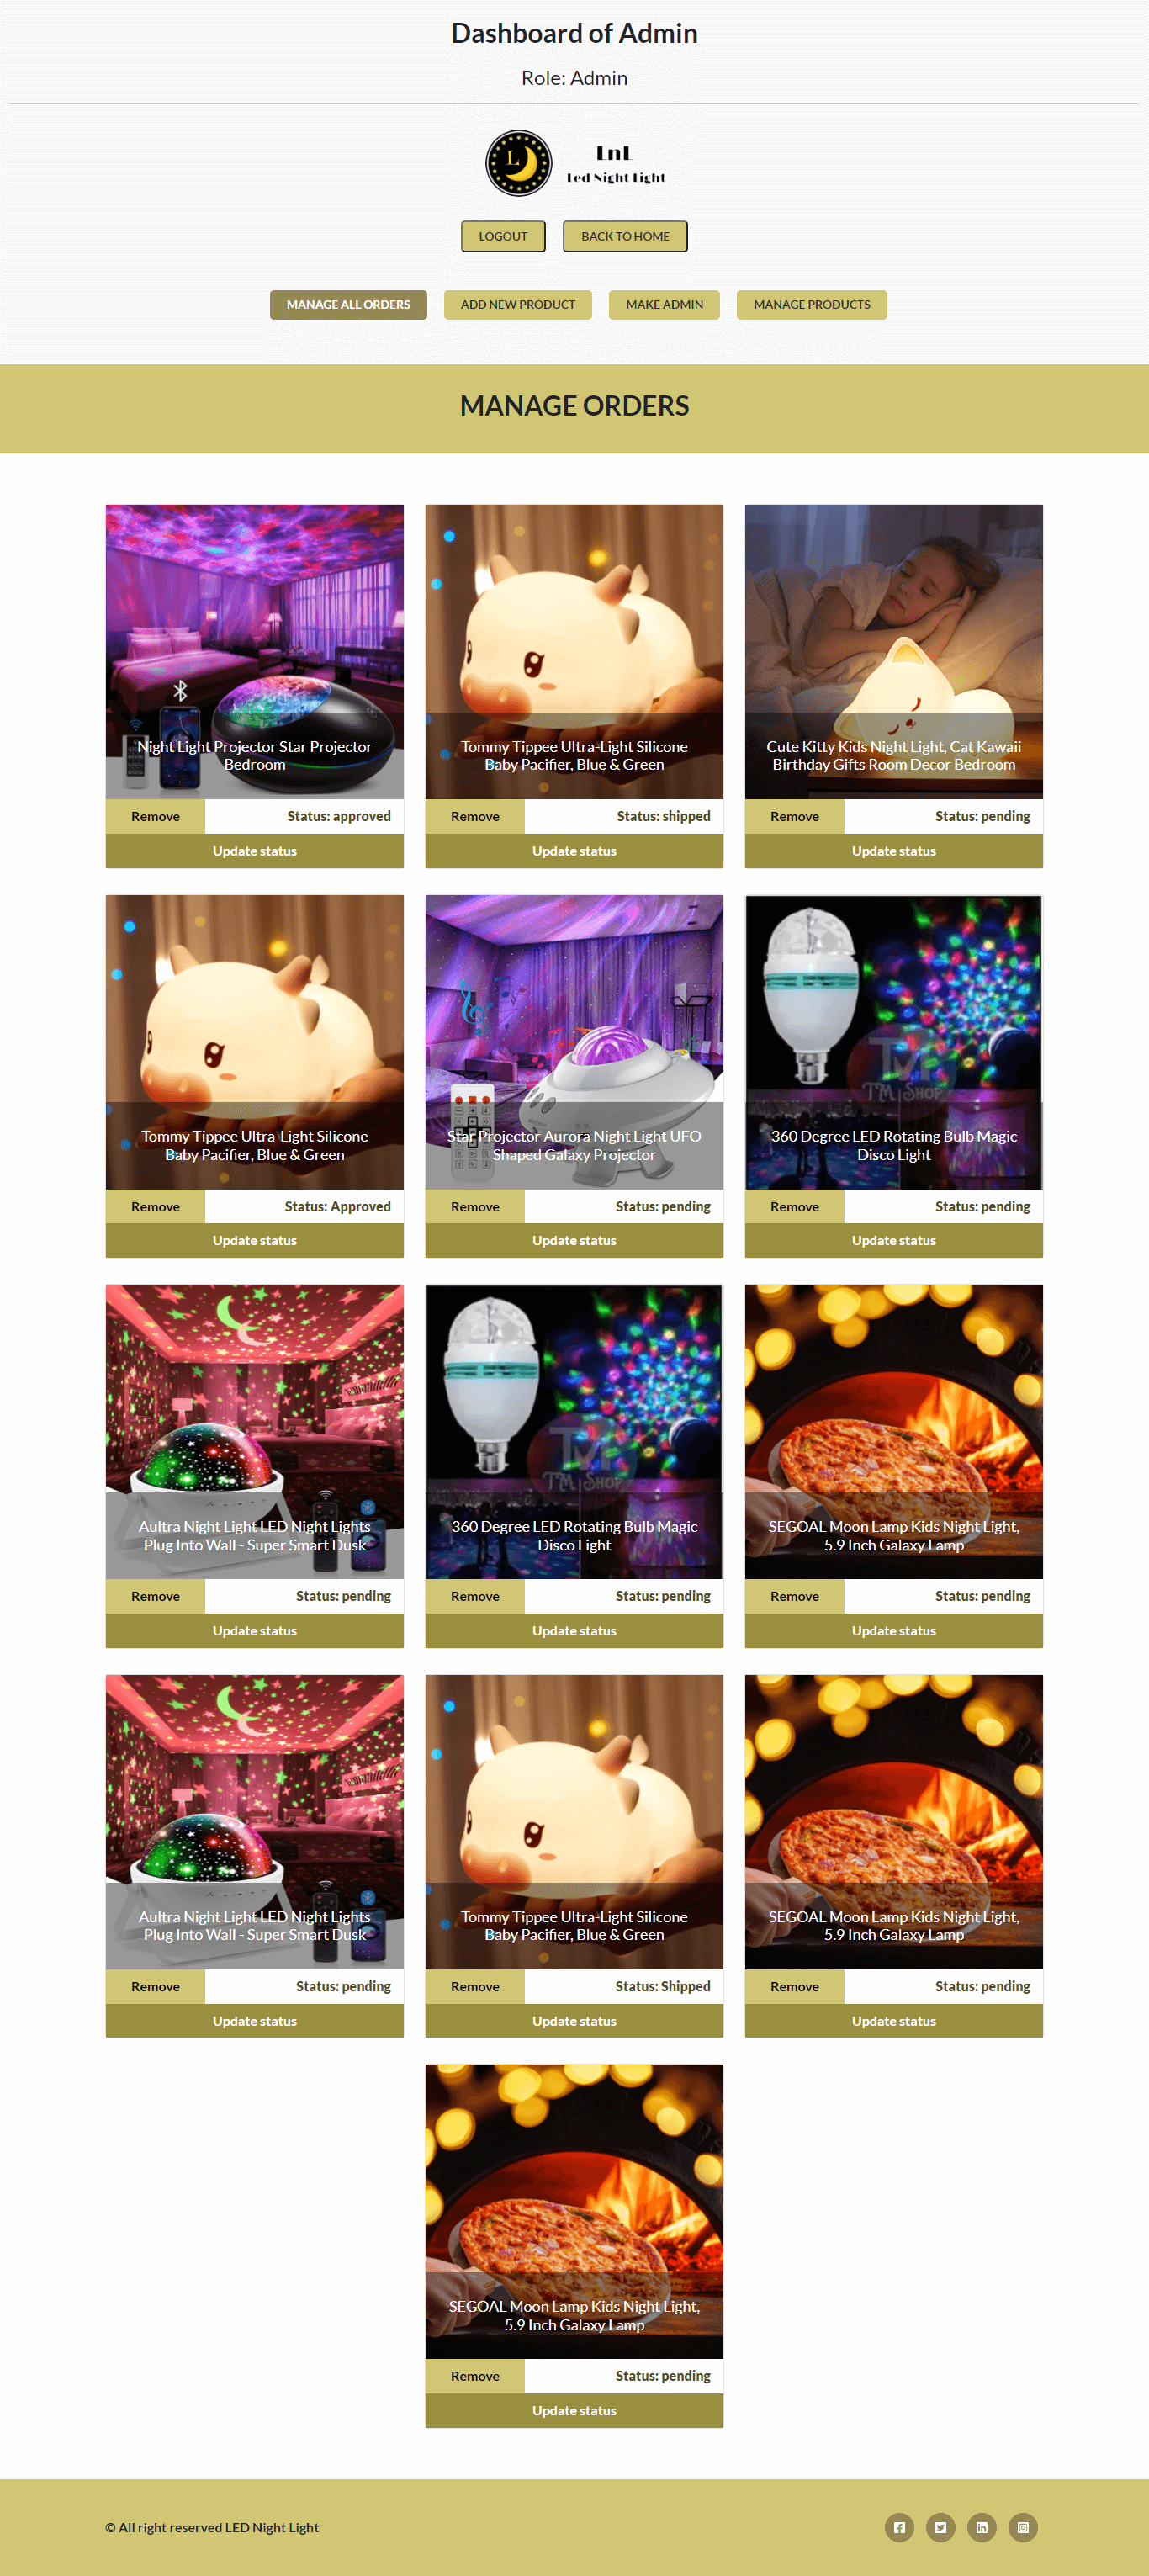 Dashboard of Admin
Role: Admin
L
LnL
Led Night Light
LOGOUT
BACK TO HOME
MANAGE ALL ORDERS
ADD NEW PRODUCT
MAKE ADMIN
MANAGE PRODUCTS
MANAGE ORDERS
Night Light Projector Star Projector
Bedroom
Remove
Status: approved
Update status
Tommy Tippee Ultra-Light Silicone
Baby Pacifier, Blue & Green
Remove
Status: shipped
Update status
Cute Kitty Kids Night Light, Cat Kawaii
Birthday Gifts Room Decor Bedroom
Remove
Status: pending
Update status
Tommy Tippee Ultra-Light Silicone
Baby Pacifier, Blue & Green
Remove
Status: Approved
Update status
Star Projector Aurora Night Light UFO
Shaped Galaxy Projector
Remove
Status: pending
Update status
TM Shop
360 Degree LED Rotating Bulb Magic
Disco Light
Remove
Status: pending
Update status
Aultra Night Light LED Night Lights
Plug Into Wall - Super Smart Dusk
Remove
Status: pending
Update status
TM Shop
360 Degree LED Rotating Bulb Magic
Disco Light
Remove
Status: pending
Update status
SEGOAL Moon Lamp Kids Night Light,
5.9 Inch Galaxy Lamp
Remove
Status: pending
Update status
Aultra Night Light LED Night Lights
Plug Into Wall - Super Smart Dusk
Remove
Status: pending
Update status
Tommy Tippee Ultra-Light Silicone
Baby Pacifier, Blue & Green
Remove
Status: Shipped
Update status
SEGOAL Moon Lamp Kids Night Light,
5.9 Inch Galaxy Lamp
Remove
Status: pending
Update status
SEGOAL Moon Lamp Kids Night Light,
5.9 Inch Galaxy Lamp
Remove
Status: pending
Update status
© All right reserved LED Night Light